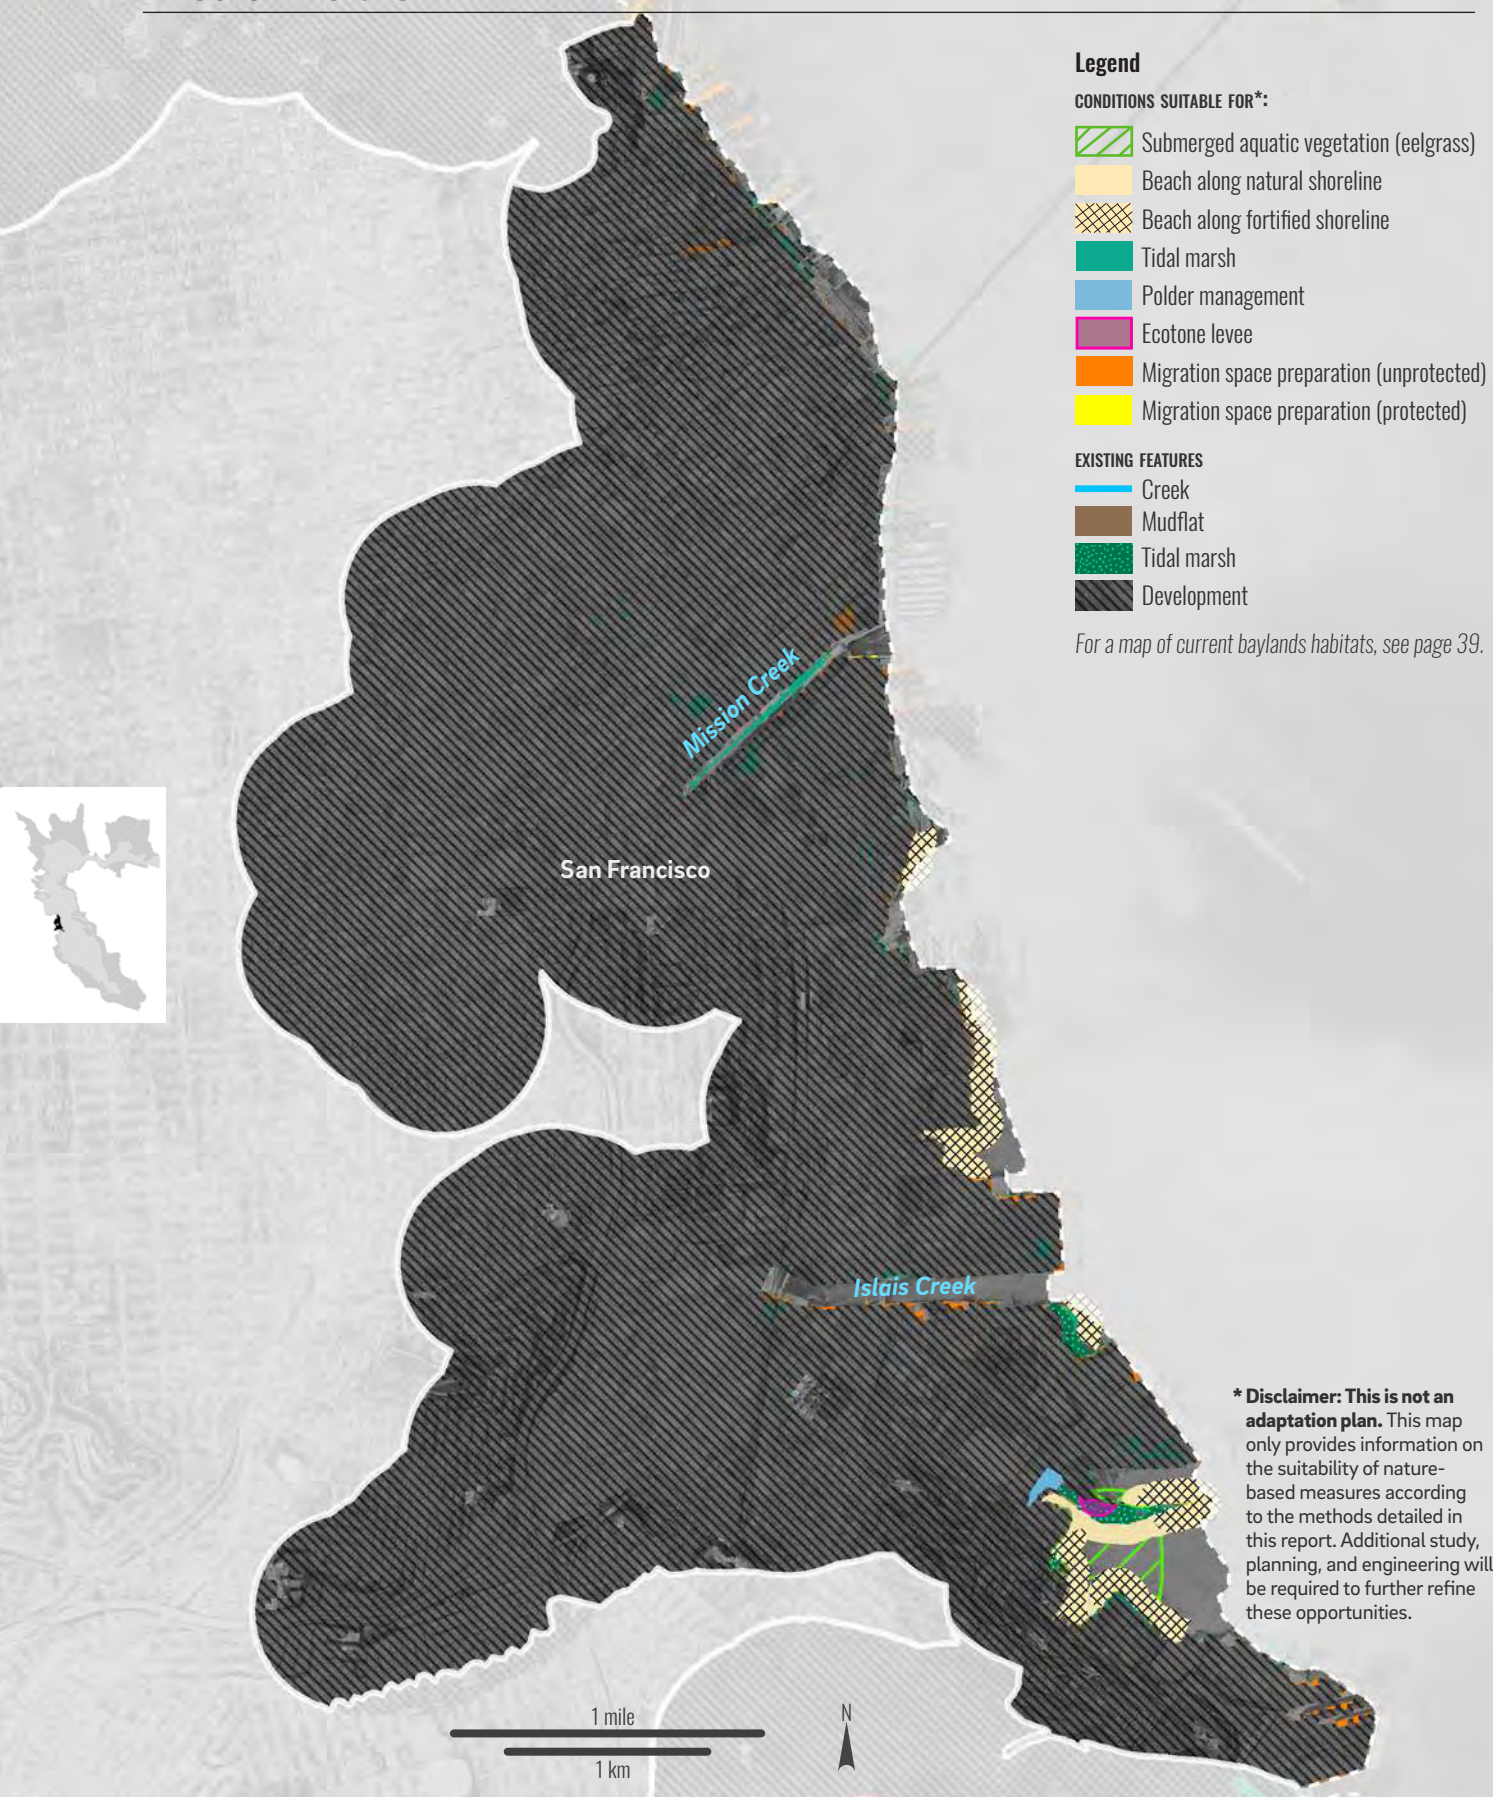 Legend
CONDITIONS SUITABLE FOR*:
Submerged aquatic vegetation (eelgrass)
Beach along natural shoreline
Beach along fortified shoreline
Tidal marsh
Polder management
Ecotone levee
Migration space preparation (unprotected)
Migration space preparation (protected)
EXISTING FEATURES
Creek
Mudflat
Tidal marsh
Development
For a map of current baylands habitats, see page 39.
Mission Creek
San Francisco
Islais Creek
* Disclaimer: This is not an
adaptation plan. This map
only provides information on
the suitability of nature-
based measures according
to the methods detailed in
this report. Additional study,
planning, and engineering will
be required to further refine
these opportunities.
1 mile
1 km
N